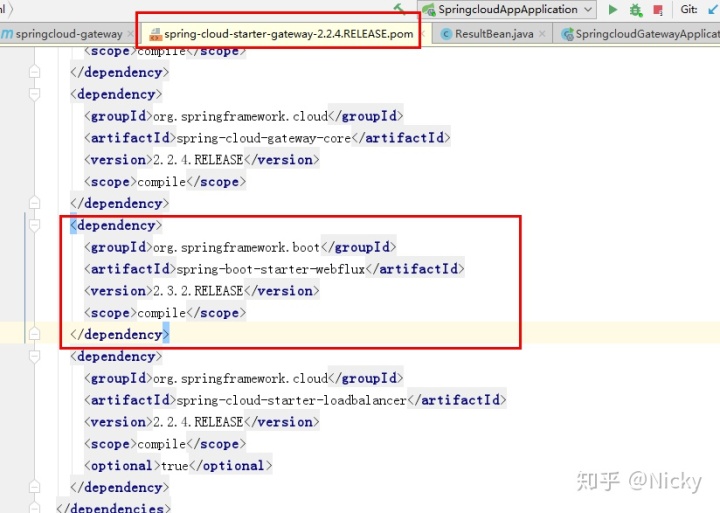 ml
SpringcloudAppApplication
Git:
springcloud-gateway
spring-cloud-starter-gateway-2.2.4.RELEASE.pom
ResultBean.java
SpringcloudGatewayApplicat
<scope>compile</scope>
</dependency>
<dependency>
<groupId>org.springframework.cloud</groupId>
<artifactId>spring-cloud-gateway-core</artifactId>
<version>2.2.4.RELEASE</version>
<scope>compile</scope>
</dependency>
<dependency>
<groupId>org.springframework.boot</groupId>
<artifactId>spring-boot-starter-webflux</artifactId>
<version>2.3.2.RELEASE</version>
<scope>compile</scope>
</dependency>
<dependency>
<groupId>org.springframework.cloud</groupId>
<artifactId>spring-cloud-starter-loadbalancer</artifactId>
<version>2.2.4.RELEASE</version>
<scope>compile</scope>
<optional>true</optional>
</dependency>
</dependencies>
知乎 @Nicky